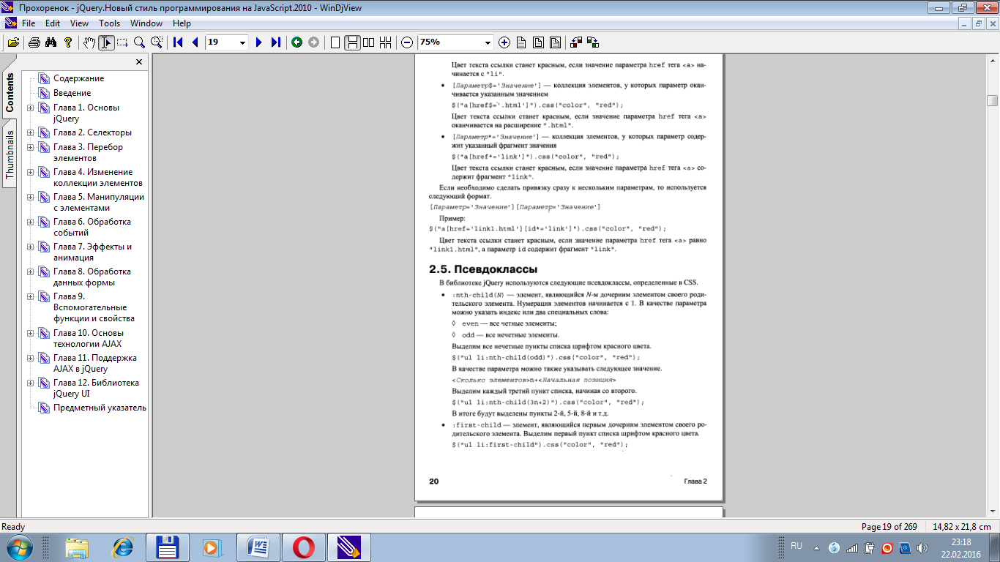 Прохоренок - jQuery.Новый стиль программирования на JavaScript.2010 - WinDjView
File Edit View Tools Window Help
19
75%
Contents
Thumbnails
Содержание
Введение
Глава 1. Основы
jQuery
Глава 2. Селекторы
Глава 3. Перебор
элементов
Глава 4. Изменение
коллекции элементов
Глава 5. Манипуляции
с элементами
Глава 6. Обработка
событий
Глава 7. Эффекты и
анимация
Глава 8. Обработка
данных формы
Глава 9.
Вспомогательные
функции и свойства
Глава 10. Основы
технологии AJAX
Глава 11. Поддержка
AJAX в jQuery
Глава 12. Библиотека
jQuery UI
Предметный указатель
Цвет текста ссылки станет красным, если значение параметра href тега <a> на-
чинается с "li".
• [Параметр$='Значение'] — коллекция элементов, у которых параметр окан-
чивается указанным значением
$("a[href$='.html']").css("color", "red");
Цвет текста ссылки станет красным, если значение параметра href тега <a>
оканчивается на расширение ".html".
• [Параметр*='Значение'] — коллекция элементов, у которых параметр содер-
жит указанный фрагмент значения
$("a[href*='link']").css("color", "red");
Цвет текста ссылки станет красным, если значение параметра href тега <a> со-
держит фрагмент "link".
Если необходимо сделать привязку сразу к нескольким параметрам, то используется
следующий формат.
[Параметр='Значение'][Параметр='Значение']
Пример:
$("a[href='link1.html'][id*='link']").css("color", "red");
Цвет текста ссылки станет красным, если значение параметра href тега <a> равно
"link1.html", а параметр id содержит фрагмент "link".
2.5. Псевдоклассы
В библиотеке jQuery используются следующие псевдоклассы, определенные в CSS.
• :nth-child(N) — элемент, являющийся N-м дочерним элементом своего роди-
тельского элемента. Нумерация элементов начинается с 1. В качестве параметра
можно указать индекс или два специальных слова:
◊ even — все четные элементы;
◊ odd — все нечетные элементы.
Выделим все нечетные пункты списка шрифтом красного цвета.
$("ul li:nth-child(odd)").css("color", "red");
В качестве параметра можно также указывать следующее значение.
<Сколько элементов>n+<Начальная позиция>
Выделим каждый третий пункт списка, начиная со второго.
$("ul li:nth-child(3n+2)").css("color", "red");
В итоге будут выделены пункты 2-й, 5-й, 8-й и т.д.
• :first-child — элемент, являющийся первым дочерним элементом своего ро-
дительского элемента. Выделим первый пункт списка шрифтом красного цвета.
$("ul li:first-child").css("color", "red");
20 Глава 2
Ready Page 19 of 269 14,82 x 21,8 cm
RU
23:18
22.02.2016